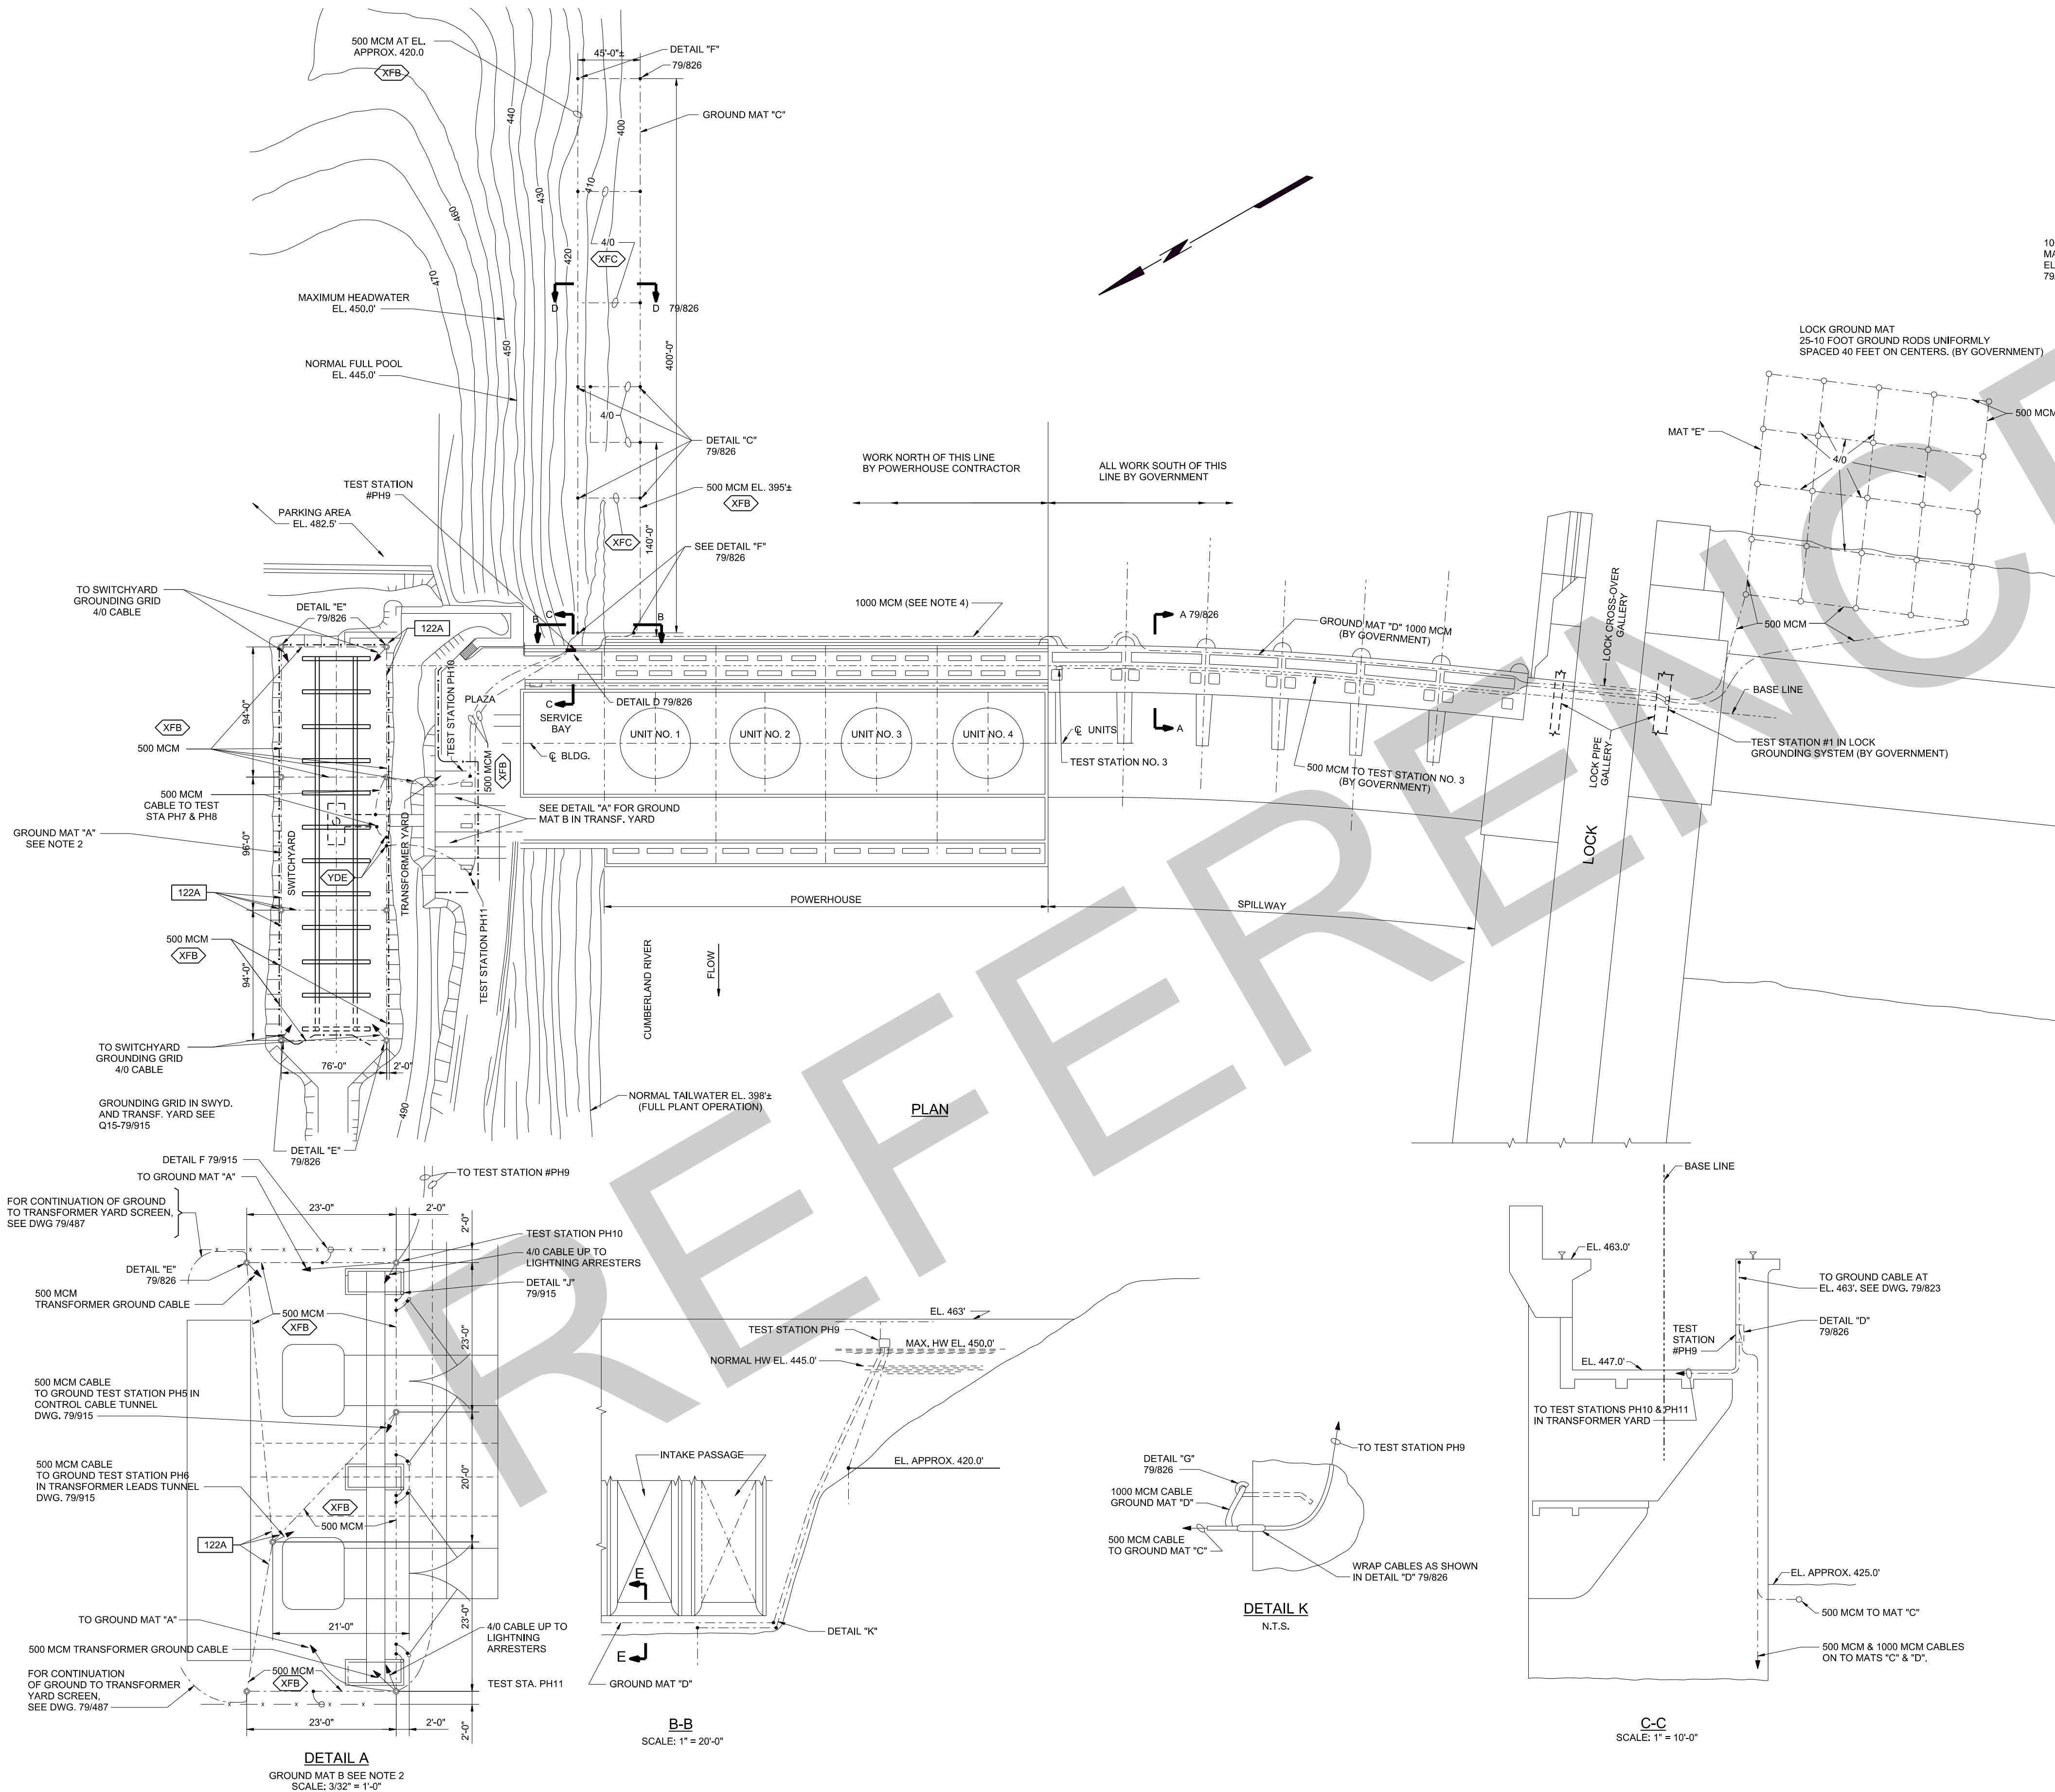 500 MCM AT EL.
APPROX. 420.0
XFB
45'-0"±
DETAIL "F"
79/826
GROUND MAT "C"
440
400
410
430
460
420
4/0
XFC
470
D
D 79/826
MAXIMUM HEADWATER
EL. 450.0'
450
400'-0"
NORMAL FULL POOL
EL. 445.0'
4/0
DETAIL "C"
79/826
500 MCM EL. 395'±
XFB
TEST STATION
#PH9
PARKING AREA
EL. 482.5'
XFC
140'-0"
SEE DETAIL "F"
79/826
WORK NORTH OF THIS LINE
BY POWERHOUSE CONTRACTOR
ALL WORK SOUTH OF THIS
LINE BY GOVERNMENT
10
MA
EL
79
LOCK GROUND MAT
25-10 FOOT GROUND RODS UNIFORMLY
SPACED 40 FEET ON CENTERS. (BY GOVERNMENT)
500 MCM
MAT "E"
4/0
500 MCM
TO SWITCHYARD
GROUNDING GRID
4/0 CABLE
DETAIL "E"
79/826
122A
C
B
B
1000 MCM (SEE NOTE 4)
A 79/826
GROUND MAT "D" 1000 MCM
(BY GOVERNMENT)
LOCK CROSS-OVER
GALLERY
BASE LINE
TEST STATION #1 IN LOCK
GROUNDING SYSTEM (BY GOVERNMENT)
94'-0"
TEST STATION PH10
PLAZA
C
SERVICE
BAY
DETAIL D 79/826
XFB
500 MCM
500 MCM
XFB
℄ BLDG.
UNIT NO. 1
UNIT NO. 2
UNIT NO. 3
UNIT NO. 4
℄ UNITS
A
TEST STATION NO. 3
500 MCM TO TEST STATION NO. 3
(BY GOVERNMENT)
LOCK PIPE
GALLERY
LOCK
500 MCM
CABLE TO TEST
STA PH7 & PH8
SEE DETAIL "A" FOR GROUND
MAT B IN TRANSF. YARD
GROUND MAT "A"
SEE NOTE 2
96'-0"
SWITCHYARD
YDE
TRANSFORMER YARD
122A
500 MCM
XFB
94'-0"
TEST STATION PH11
POWERHOUSE
SPILLWAY
CUMBERLAND RIVER
FLOW
TO SWITCHYARD
GROUNDING GRID
4/0 CABLE
76'-0"
2'-0"
490
GROUNDING GRID IN SWYD.
AND TRANSF. YARD SEE
Q15-79/915
NORMAL TAILWATER EL. 398'±
(FULL PLANT OPERATION)
PLAN
DETAIL "E"
79/826
DETAIL F 79/915
TO GROUND MAT "A"
TO TEST STATION #PH9
FOR CONTINUATION OF GROUND
TO TRANSFORMER YARD SCREEN,
SEE DWG 79/487
23'-0"
2'-0"
2'-0"
TEST STATION PH10
4/0 CABLE UP TO
LIGHTNING ARRESTERS
DETAIL "E"
79/826
500 MCM
TRANSFORMER GROUND CABLE
DETAIL "J"
79/915
500 MCM
XFB
23'-0"
500 MCM CABLE
TO GROUND TEST STATION PH5 IN
CONTROL CABLE TUNNEL
DWG. 79/915
500 MCM CABLE
TO GROUND TEST STATION PH6
IN TRANSFORMER LEADS TUNNEL
DWG. 79/915
20'-0"
XFB
500 MCM
122A
TO GROUND MAT "A"
21'-0"
23'-0"
4/0 CABLE UP TO
LIGHTNING
ARRESTERS
500 MCM TRANSFORMER GROUND CABLE
500 MCM
XFB
FOR CONTINUATION
OF GROUND TO TRANSFORMER
YARD SCREEN,
SEE DWG. 79/487
TEST STA. PH11
23'-0"
2'-0"
2'-0"
DETAIL A
GROUND MAT B SEE NOTE 2
SCALE: 3/32" = 1'-0"
EL. 463'
TEST STATION PH9
MAX. HW EL. 450.0'
NORMAL HW EL. 445.0'
INTAKE PASSAGE
EL. APPROX. 420.0'
E
E
DETAIL "K"
GROUND MAT "D"
B-B
SCALE: 1" = 20'-0"
TO TEST STATION PH9
DETAIL "G"
79/826
1000 MCM CABLE
GROUND MAT "D"
500 MCM CABLE
TO GROUND MAT "C"
WRAP CABLES AS SHOWN
IN DETAIL "D" 79/826
DETAIL K
N.T.S.
BASE LINE
EL. 463.0'
TO GROUND CABLE AT
EL. 463'. SEE DWG. 79/823
TEST
STATION
#PH9
DETAIL "D"
79/826
EL. 447.0'
TO TEST STATIONS PH10 & PH11
IN TRANSFORMER YARD
EL. APPROX. 425.0'
500 MCM TO MAT "C"
500 MCM & 1000 MCM CABLES
ON TO MATS "C" & "D".
C-C
SCALE: 1" = 10'-0"